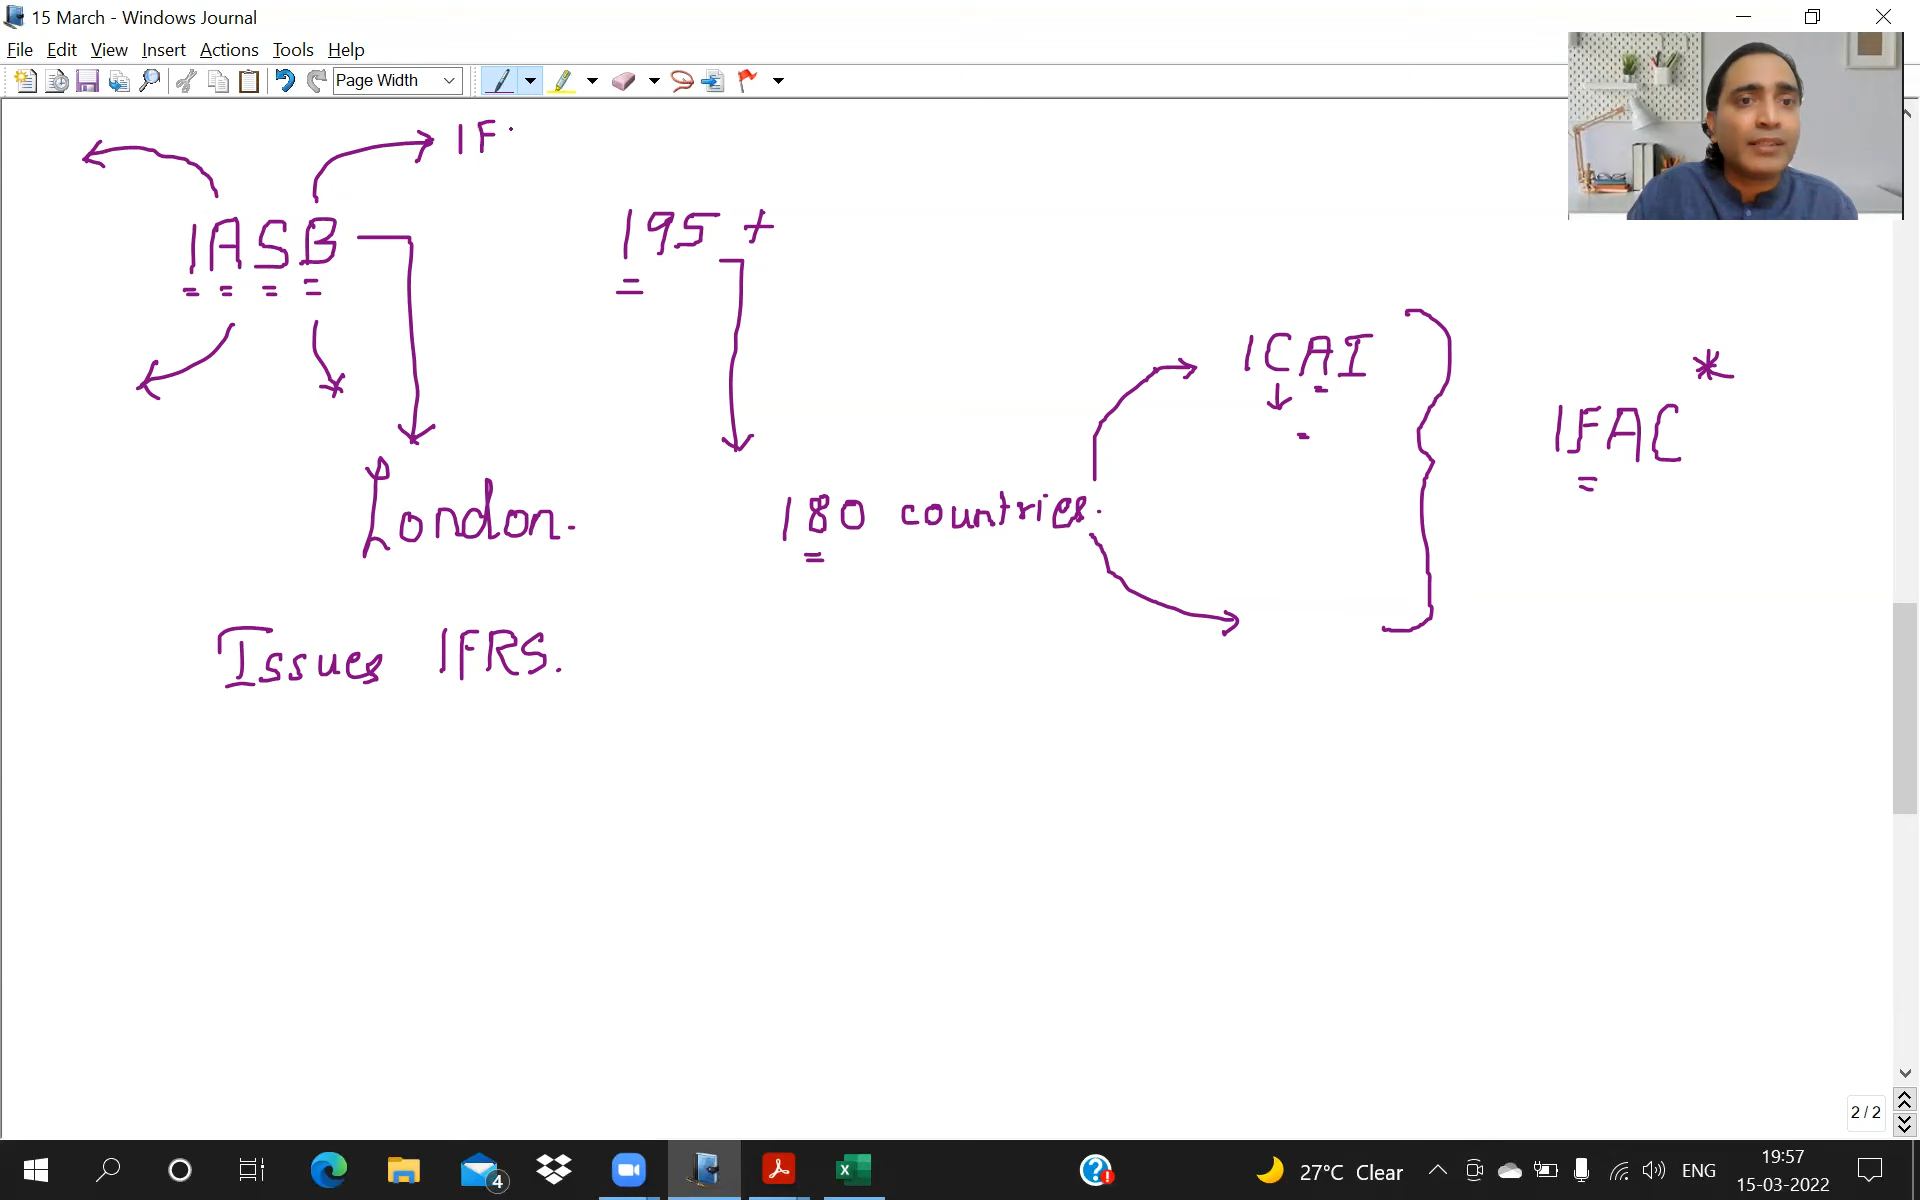 15 March - Windows Journal
File Edit View Insert Actions Tools Help
Page Width
IF
IASB
195 +
ICAI
IFAC
London.
180 countries.
Issues IFRS.
2 / 2
4
27°C Clear
ENG
19:57
15-03-2022